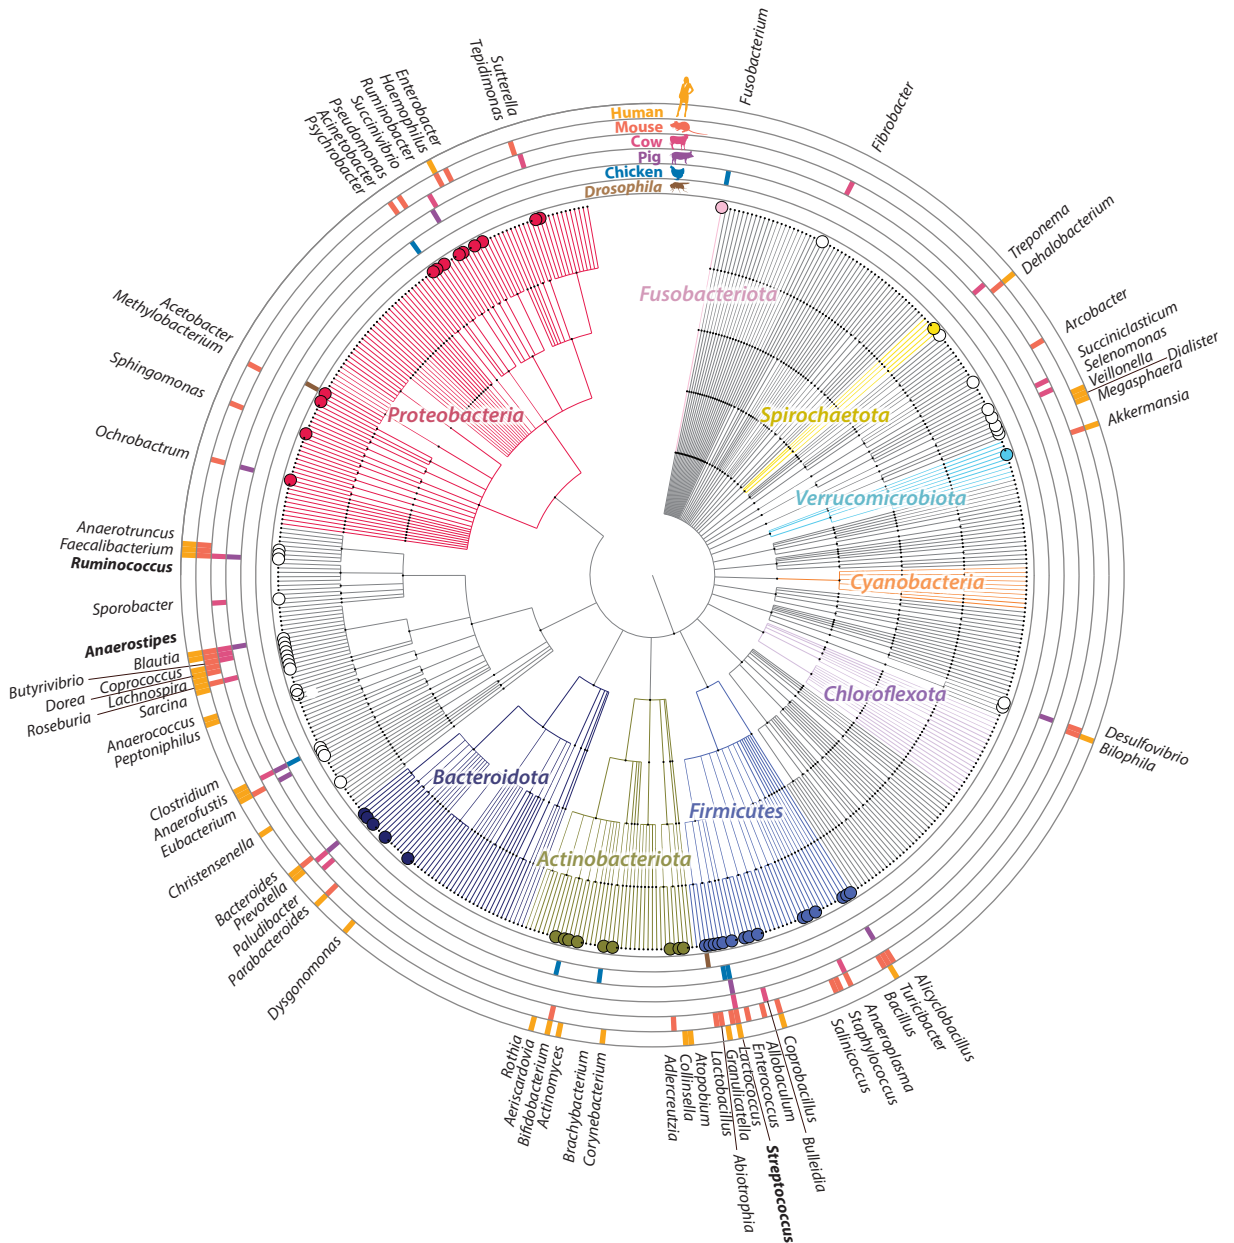 Fusobacterium
Fibrobacter
Treponema
Dehalobacterium
Arcobacter
Succiniclasticum
Selenomonas
Veillonella
Dialister
Megasphaera
Akkermansia
Desulfovibrio
Bilophila
Alicyclobacillus
Turicibacter
Bacillus
Anaeroplasma
Staphylococcus
Salinicoccus
Coprobacillus
Bulleidia
Allobaculum
Enterococcus
Streptococcus
Lactococcus
Granulicatella
Abiotrophia
Lactobacillus
Atopobium
Collinsella
Adlercreutzia
Corynebacterium
Brachybacterium
Actinomyces
Bifidobacterium
Aeriscardovia
Rothia
Dysgonomonas
Parabacteroides
Paludibacter
Prevotella
Bacteroides
Christensenella
Eubacterium
Anaerofustis
Clostridium
Peptoniphilus
Anaerococcus
Sarcina
Roseburia
Lachnospira
Dorea
Coprococcus
Butyrivibrio
Blautia
Anaerostipes
Sporobacter
Ruminococcus
Faecalibacterium
Anaerotruncus
Ochrobactrum
Sphingomonas
Methylobacterium
Acetobacter
Psychrobacter
Acinetobacter
Pseudomonas
Succinivibrio
Ruminobacter
Haemophilus
Enterobacter
Tepidimonas
Sutterella
Human
Mouse
Cow
Pig
Chicken
Drosophila
Fusobacteriota
Spirochaetota
Verrucomicrobiota
Cyanobacteria
Chloroflexota
Firmicutes
Actinobacteriota
Bacteroidota
Proteobacteria